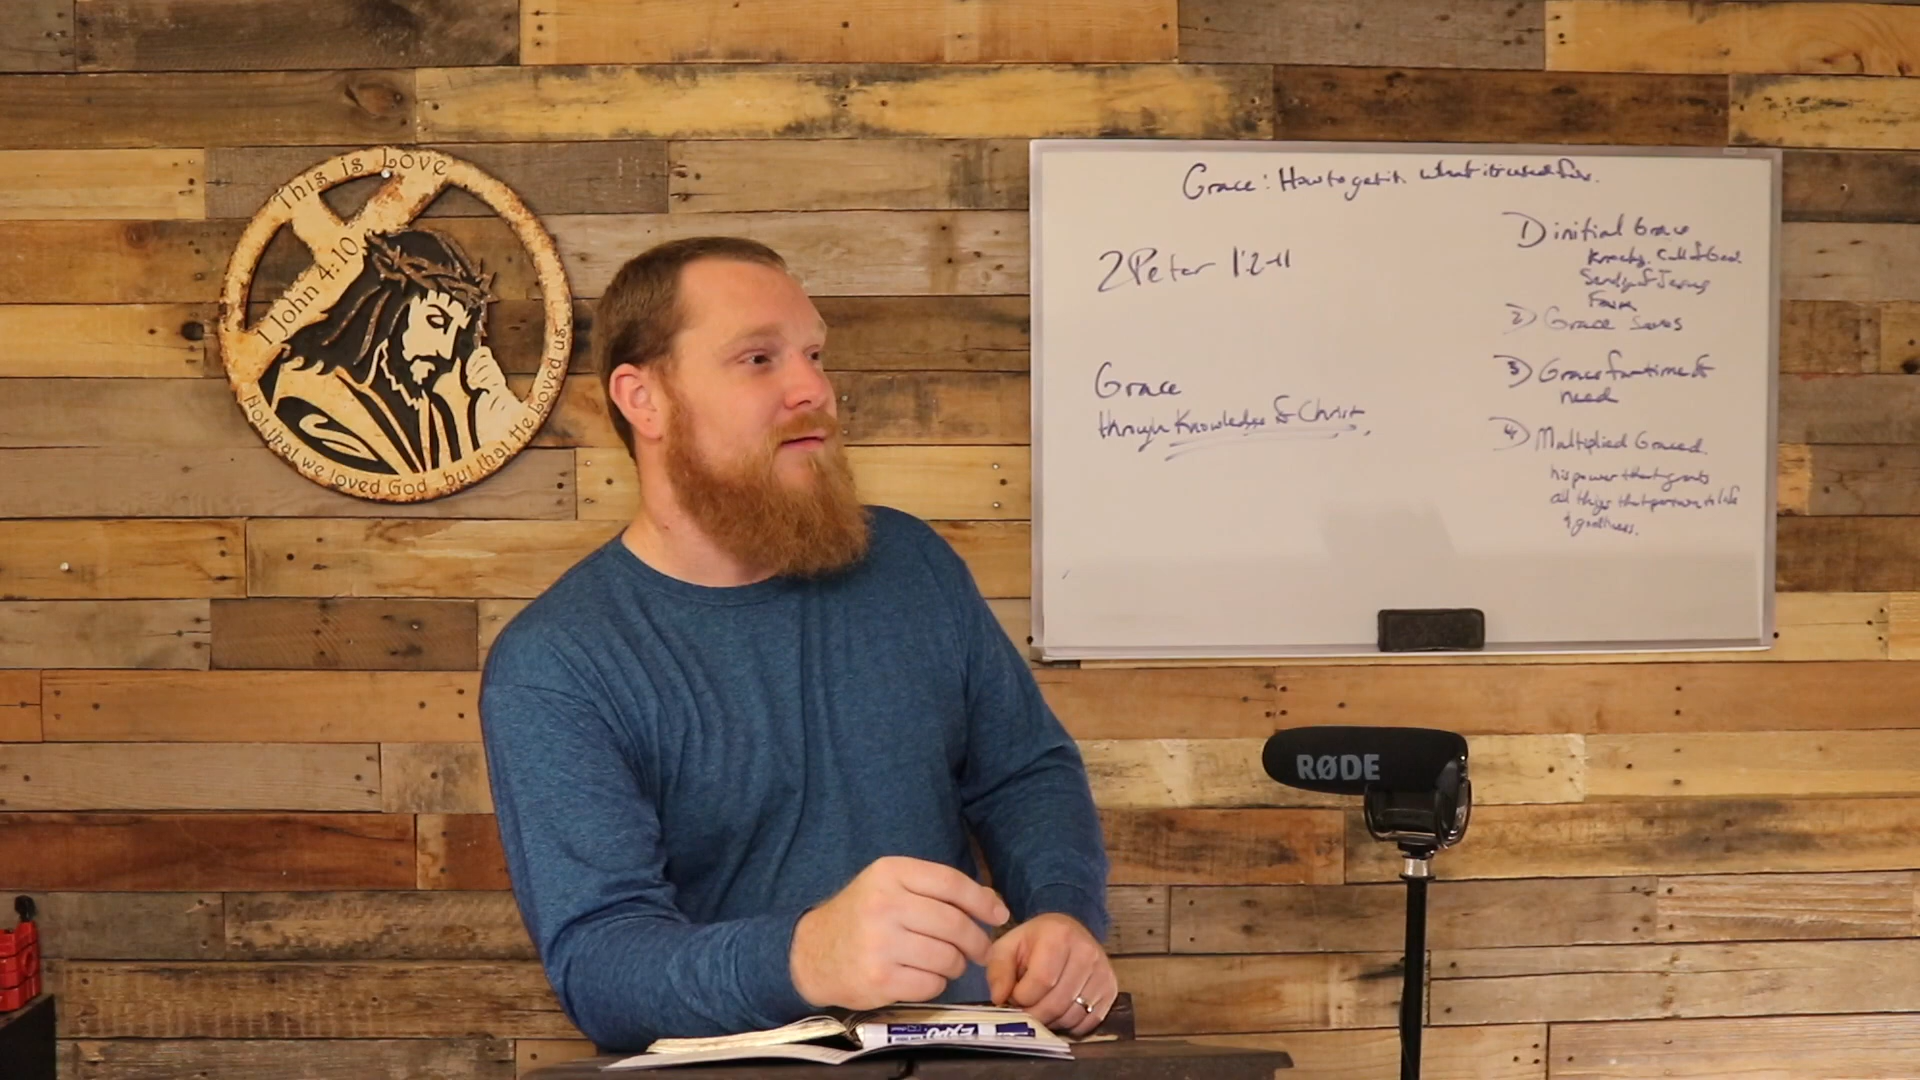 This is Love
1 John 4:10
Not that we loved God but that He loved us.
Grace: How to get it. what it is used for.
2 Peter 1:2-11
Grace
through Knowledge of Christ.
1) initial Grace
Call of God
Sending of Jesus
2) Grace Saves
3) Grace for time of
need
4) Multiplied Graced.
his power that grants
all things that pertain to life
& godliness.
RØDE
EXPO